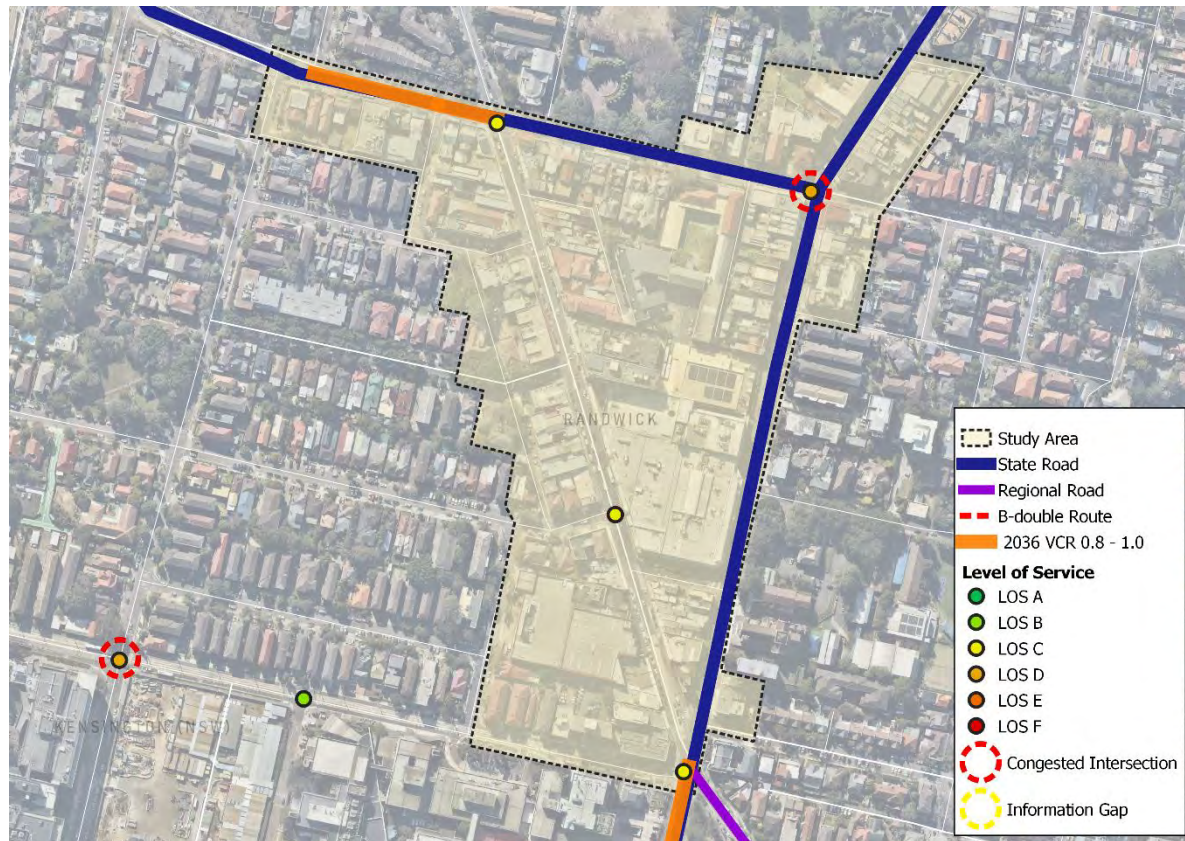 RANDWICK
KENSINGTON (NSW)
Study Area
State Road
Regional Road
B-double Route
2036 VCR 0.8 - 1.0
Level of Service
LOS A
LOS B
LOS C
LOS D
LOS E
LOS F
Congested Intersection
Information Gap